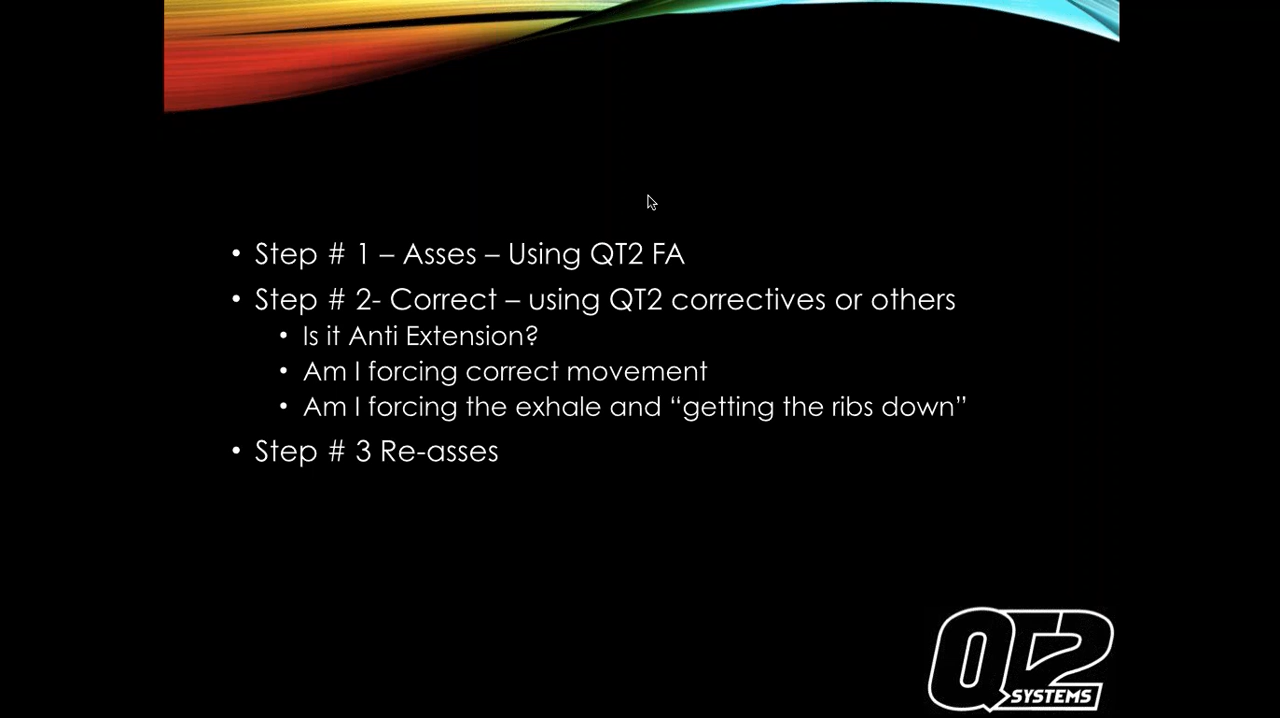 • Step # 1 – Asses – Using QT2 FA
• Step # 2- Correct – using QT2 correctives or others
• Is it Anti Extension?
• Am I forcing correct movement
• Am I forcing the exhale and “getting the ribs down”
• Step # 3 Re-asses
QT2
SYSTEMS